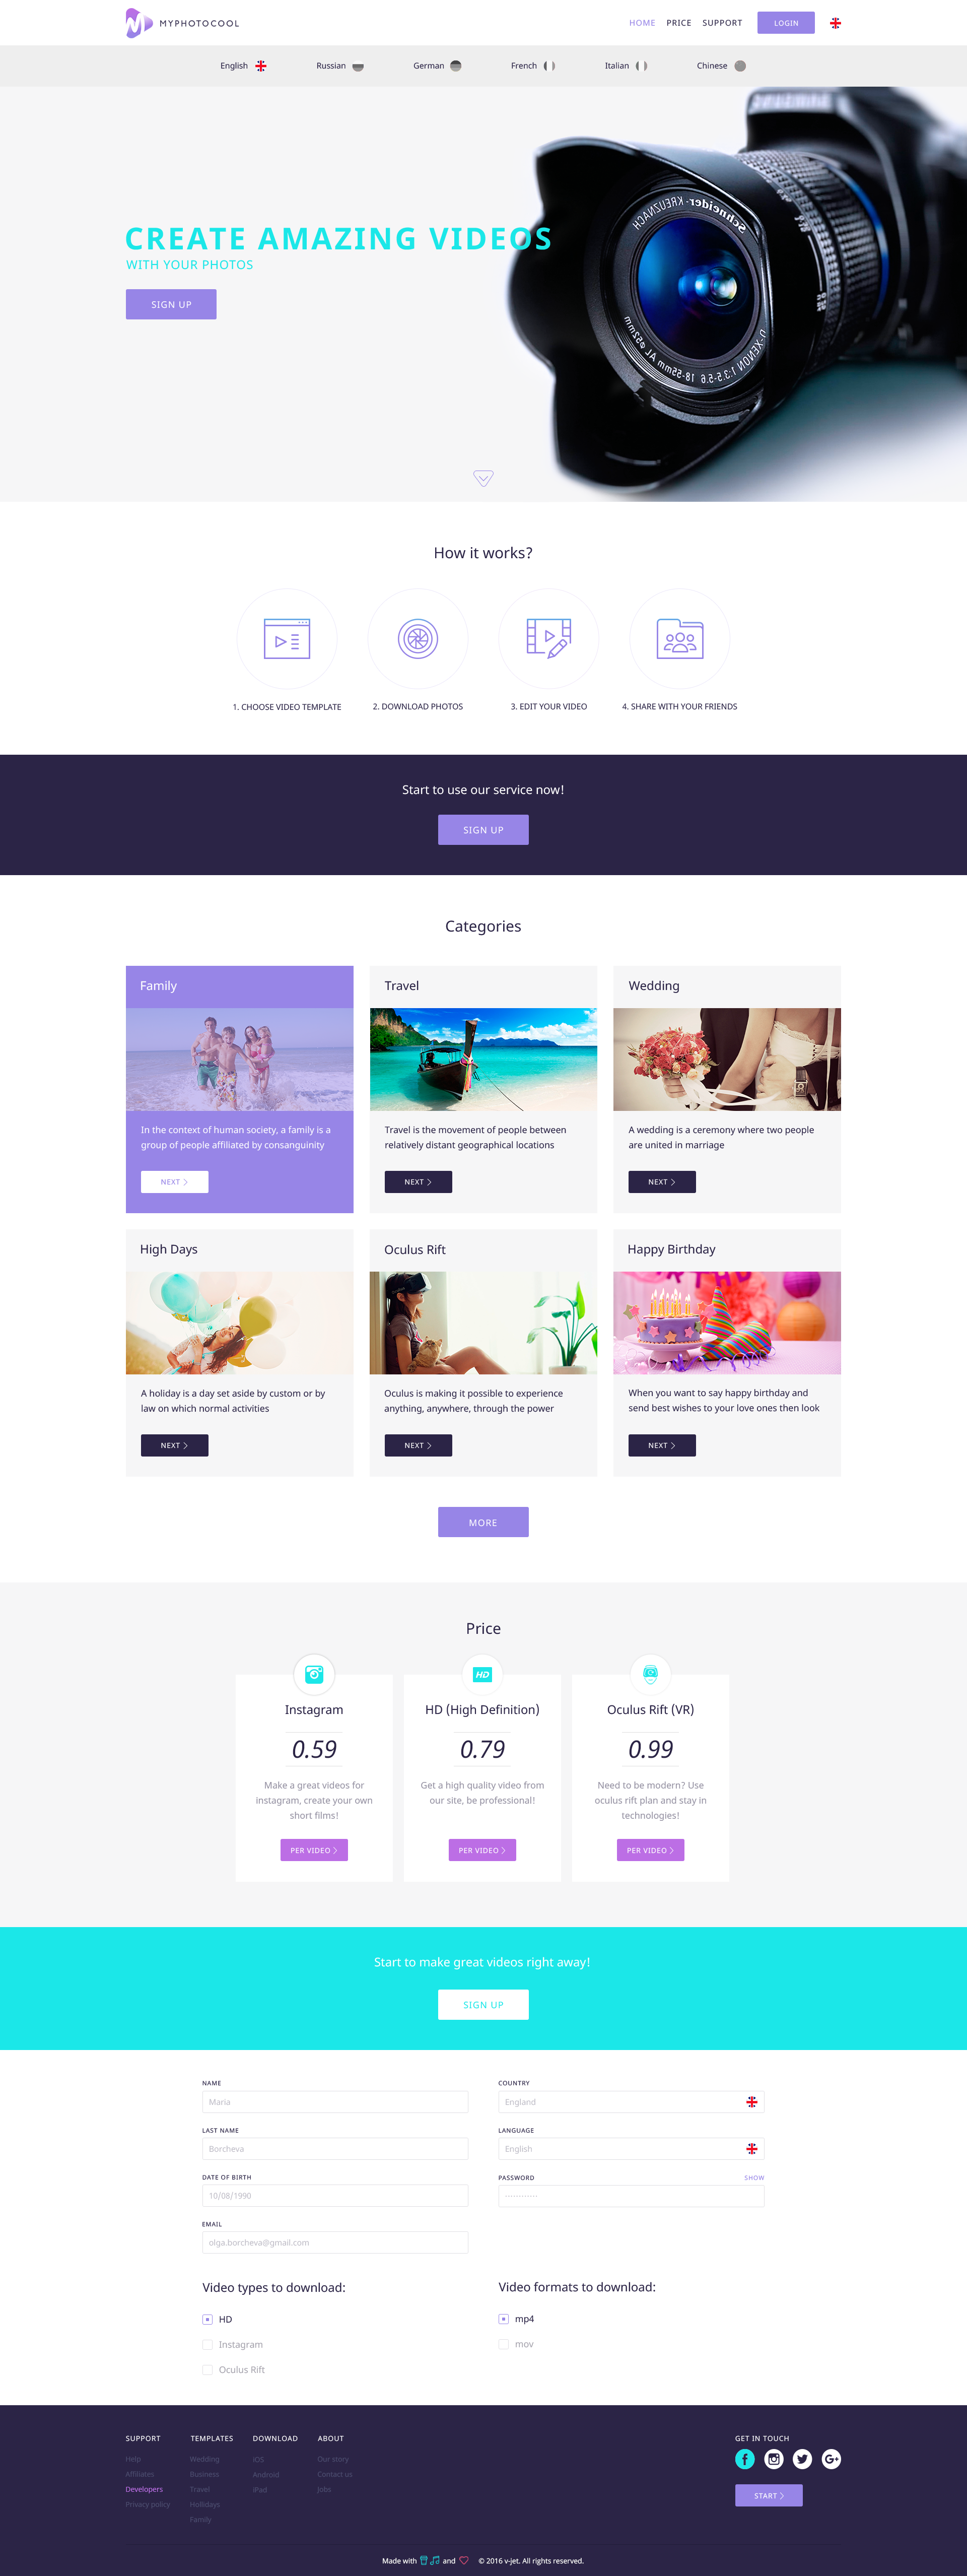 MYPHOTOCOOL
HOME PRICE SUPPORT LOGIN
English Russian German French Italian Chinese
CREATE AMAZING VIDEOS
WITH YOUR PHOTOS
SIGN UP
Schneider - KREUZNACH
D-XENON 1:3.5-5.6 18-55mm AL ø52mm
How it works?
1. CHOOSE VIDEO TEMPLATE 2. DOWNLOAD PHOTOS 3. EDIT YOUR VIDEO 4. SHARE WITH YOUR FRIENDS
Start to use our service now!
SIGN UP
Categories
Family
In the context of human society, a family is a
group of people affiliated by consanguinity
NEXT
Travel
Travel is the movement of people between
relatively distant geographical locations
NEXT
Wedding
A wedding is a ceremony where two people
are united in marriage
NEXT
High Days
A holiday is a day set aside by custom or by
law on which normal activities
NEXT
Oculus Rift
Oculus is making it possible to experience
anything, anywhere, through the power
NEXT
Happy Birthday
When you want to say happy birthday and
send best wishes to your love ones then look
NEXT
MORE
Price
Instagram
0.59
Make a great videos for
instagram, create your own
short films!
PER VIDEO
HD
HD (High Definition)
0.79
Get a high quality video from
our site, be professional!
PER VIDEO
Oculus Rift (VR)
0.99
Need to be modern? Use
oculus rift plan and stay in
technologies!
PER VIDEO
Start to make great videos right away!
SIGN UP
NAME
Maria
LAST NAME
Borcheva
DATE OF BIRTH
10/08/1990
EMAIL
olga.borcheva@gmail.com
COUNTRY
England
LANGUAGE
English
PASSWORD SHOW
············
Video types to download:
HD
Instagram
Oculus Rift
Video formats to download:
mp4
mov
SUPPORT
Help
Affiliates
Developers
Privacy policy
TEMPLATES
Wedding
Business
Travel
Hollidays
Family
DOWNLOAD
iOS
Android
iPad
ABOUT
Our story
Contact us
Jobs
GET IN TOUCH
START
Made with and © 2016 v-jet. All rights reserved.